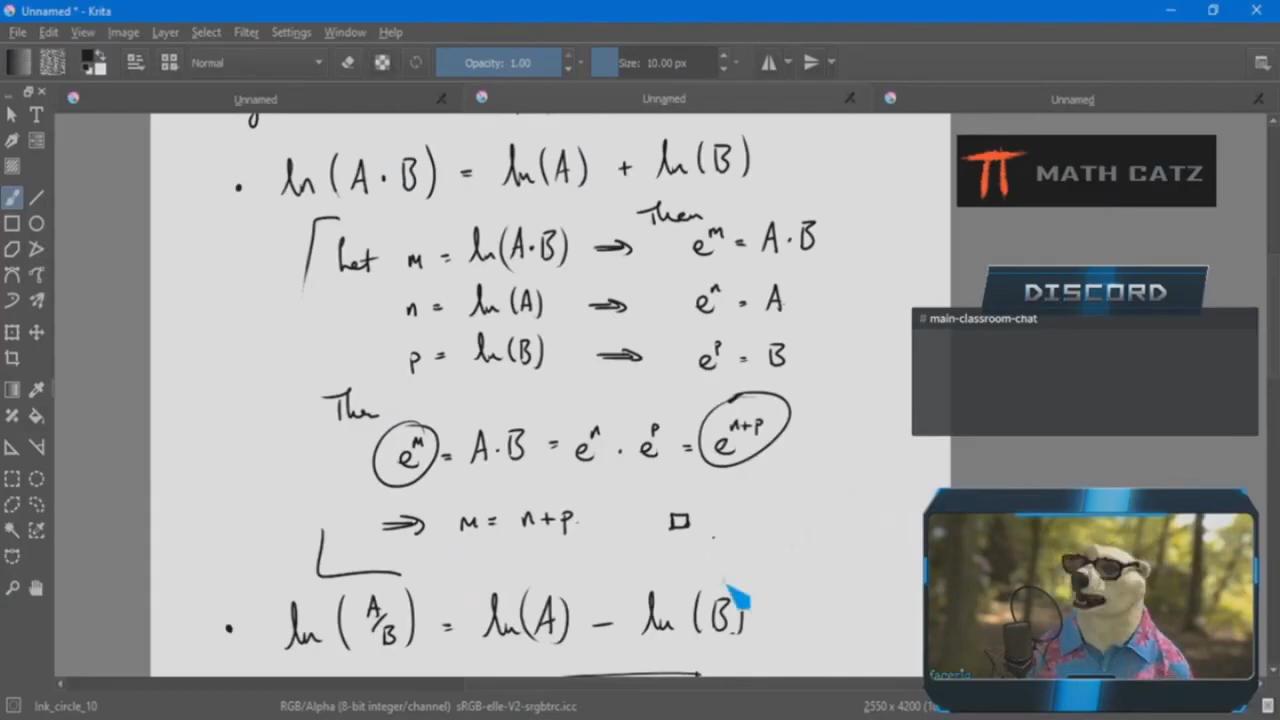 Unnamed * - Krita
File Edit View Image Layer Select Filter Settings Window Help
Normal Opacity: 1.00 Size: 10.00 px
Unnamed Unnamed Unnamed
• ln(A·B) = ln(A) + ln(B)
Then
Let m = ln(A·B) ⇒ e^m = A·B
n = ln(A) ⇒ e^n = A
p = ln(B) ⇒ e^p = B
Then
e^m = A·B = e^n · e^p = e^{n+p}
⇒ m = n+p. □
• ln(A/B) = ln(A) − ln(B)
π MATH CATZ
DISCORD
# main-classroom-chat
facerig
Ink_circle_10
RGB/Alpha (8-bit integer/channel) sRGB-elle-V2-srgbtrc.icc